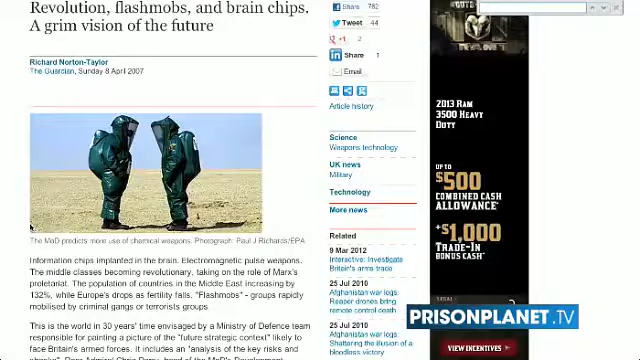 Revolution, flashmobs, and brain chips.
A grim vision of the future
Richard Norton-Taylor
The Guardian, Sunday 8 April 2007
Share 782
Tweet 44
+1 2
Share 1
Email
Article history
Science
Weapons technology
UK news
Military
Technology
More news
Related
9 Mar 2012
Interactive: Investigate
Britain's arms trade
25 Jul 2010
Afghanistan war logs:
Reaper drones bring
remote control death
25 Jul 2010
Afghanistan war logs:
Shattering the illusion of a
bloodless victory
The MoD predicts more use of chemical weapons. Photograph: Paul J Richards/EPA
Information chips implanted in the brain. Electromagnetic pulse weapons.
The middle classes becoming revolutionary, taking on the role of Marx's
proletariat. The population of countries in the Middle East increasing by
132%, while Europe's drops as fertility falls. "Flashmobs" - groups rapidly
mobilised by criminal gangs or terrorists groups
This is the world in 30 years' time envisaged by a Ministry of Defence team
responsible for painting a picture of the "future strategic context" likely to
face Britain's armed forces. It includes an "analysis of the key risks and
GUTS
2013 RAM
3500 HEAVY
DUTY
UP TO
$500
COMBINED CASH
ALLOWANCE*
+$1,000
TRADE-IN
BONUS CASH*
VIEW INCENTIVES
PRISONPLANET.TV